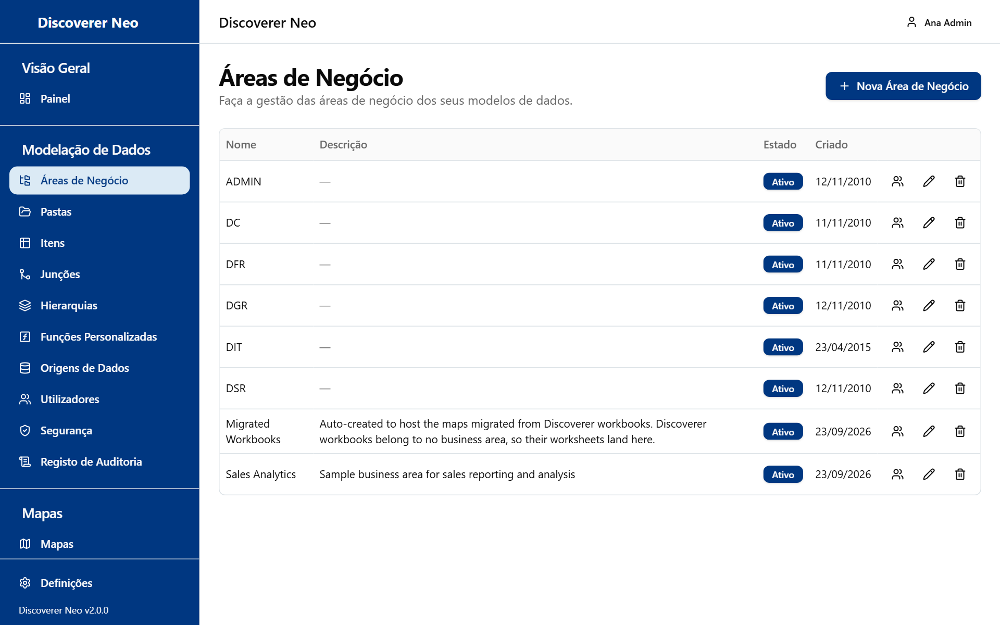 Discoverer Neo
Discoverer Neo
Ana Admin
Visão Geral
Painel
Modelação de Dados
Áreas de Negócio
Pastas
Itens
Junções
Hierarquias
Funções Personalizadas
Origens de Dados
Utilizadores
Segurança
Registo de Auditoria
Mapas
Mapas
Definições
Discoverer Neo v2.0.0
Áreas de Negócio
Faça a gestão das áreas de negócio dos seus modelos de dados.
+ Nova Área de Negócio
Nome Descrição Estado Criado
ADMIN — Ativo 12/11/2010
DC — Ativo 11/11/2010
DFR — Ativo 11/11/2010
DGR — Ativo 12/11/2010
DIT — Ativo 23/04/2015
DSR — Ativo 12/11/2010
Migrated Workbooks
Auto-created to host the maps migrated from Discoverer workbooks. Discoverer
workbooks belong to no business area, so their worksheets land here.
Ativo 23/09/2026
Sales Analytics Sample business area for sales reporting and analysis Ativo 23/09/2026